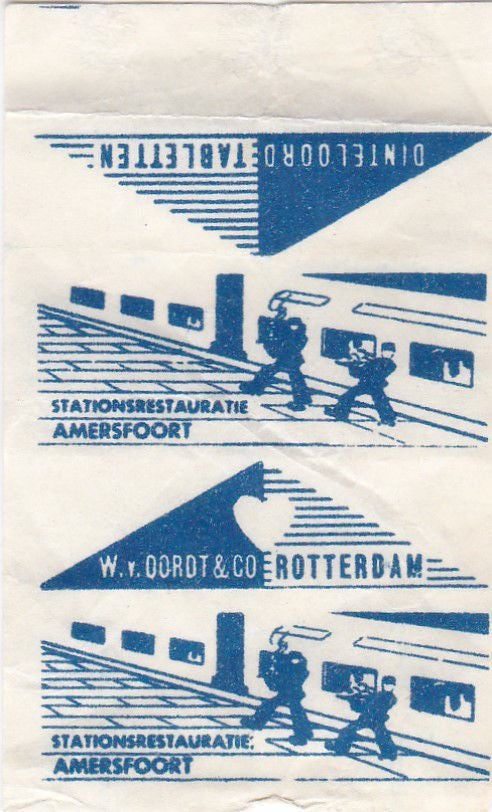 DINTELOORD TABLETTEN
STATIONSRESTAURATIE
AMERSFOORT
W. v. OORDT & CO ROTTERDAM
STATIONSRESTAURATIE
AMERSFOORT